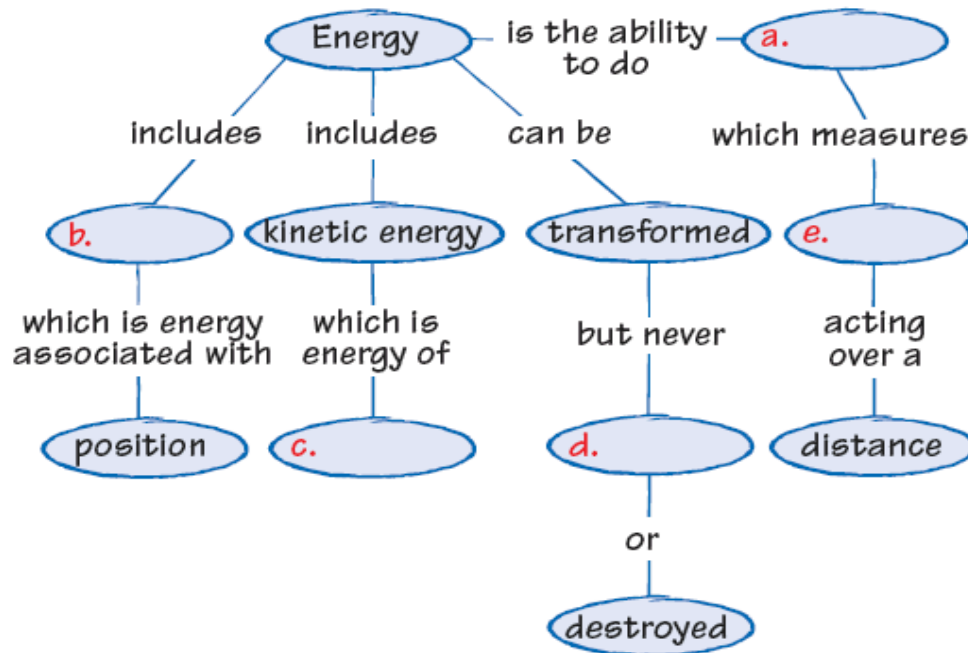 Energy
is the ability
to do
a.
includes
includes
can be
which measures
b.
kinetic energy
transformed
e.
which is energy
associated with
which is
energy of
but never
acting
over a
position
c.
d.
distance
or
destroyed